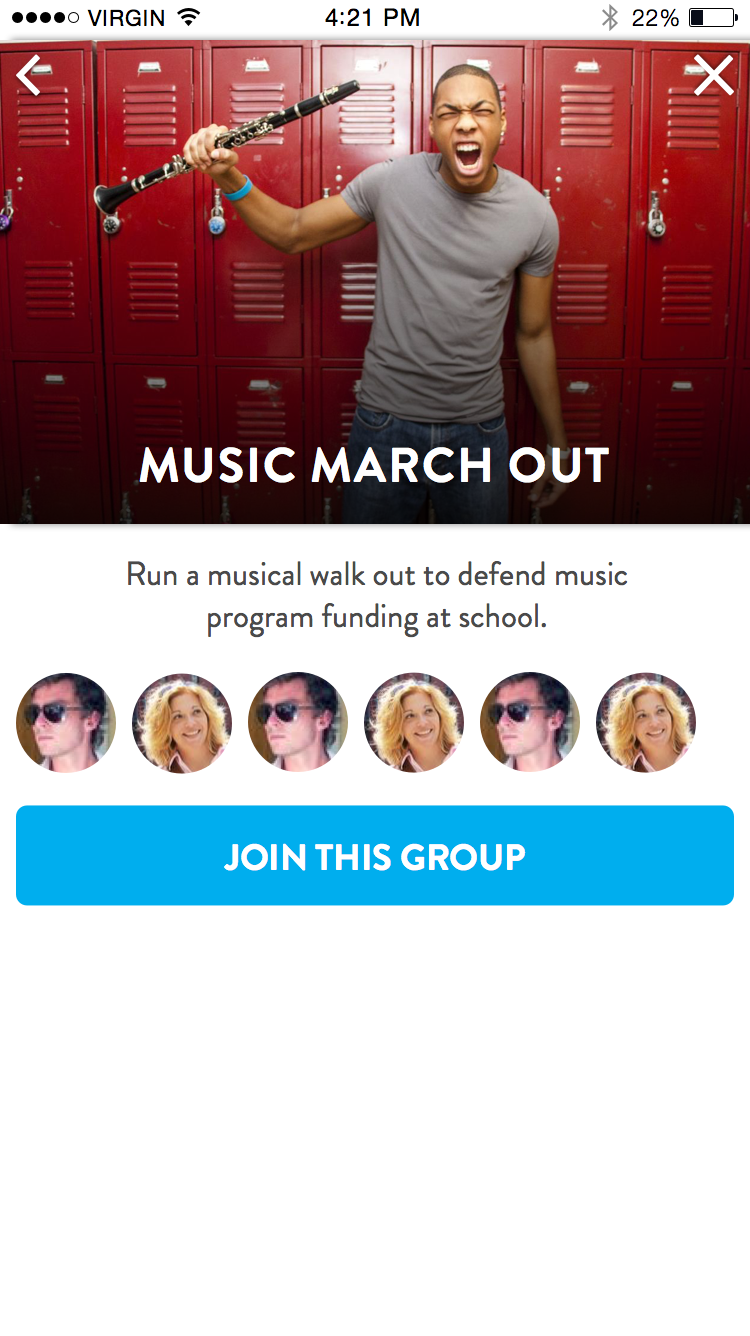 VIRGIN 4:21 PM 22%
MUSIC MARCH OUT
Run a musical walk out to defend music
program funding at school.
JOIN THIS GROUP